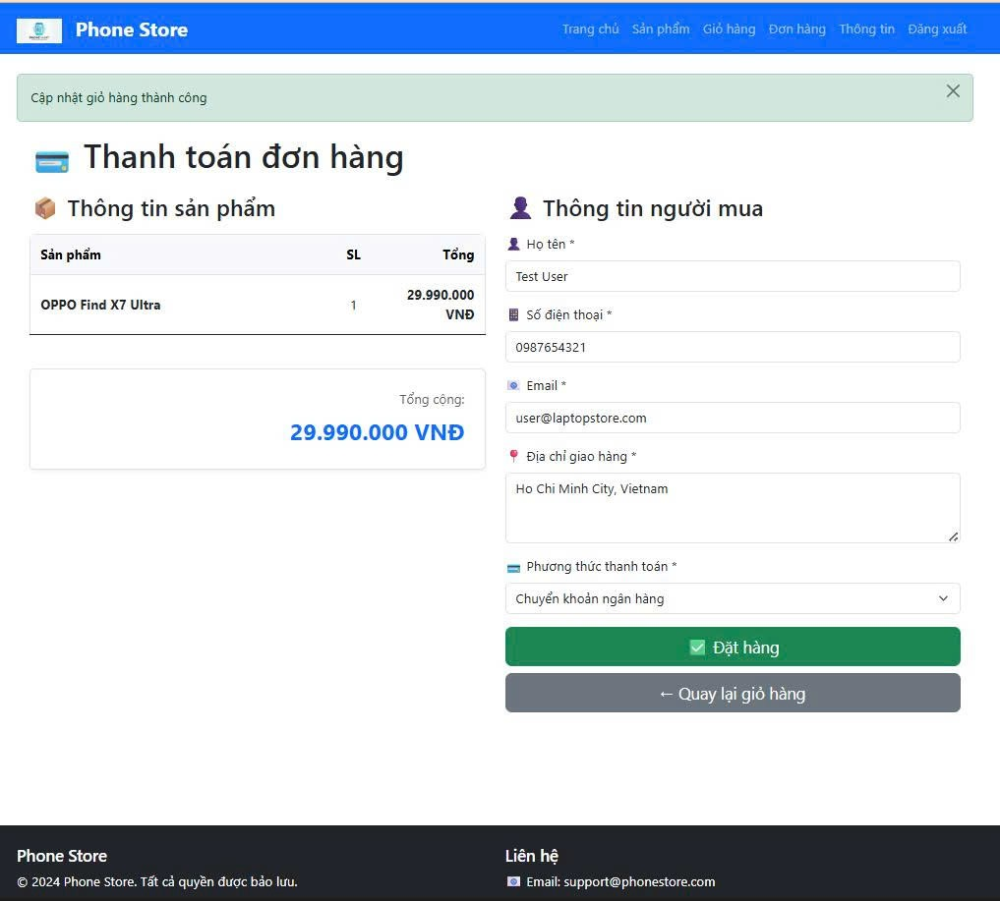 Phone Store
Trang chủ Sản phẩm Giỏ hàng Đơn hàng Thông tin Đăng xuất
Cập nhật giỏ hàng thành công
Thanh toán đơn hàng
Thông tin sản phẩm
Sản phẩm SL Tổng
OPPO Find X7 Ultra 1 29.990.000
VNĐ
Tổng cộng:
29.990.000 VNĐ
Thông tin người mua
Họ tên *
Test User
Số điện thoại *
0987654321
Email *
user@laptopstore.com
Địa chỉ giao hàng *
Ho Chi Minh City, Vietnam
Phương thức thanh toán *
Chuyển khoản ngân hàng
✅ Đặt hàng
← Quay lại giỏ hàng
Phone Store
© 2024 Phone Store. Tất cả quyền được bảo lưu.
Liên hệ
Email: support@phonestore.com